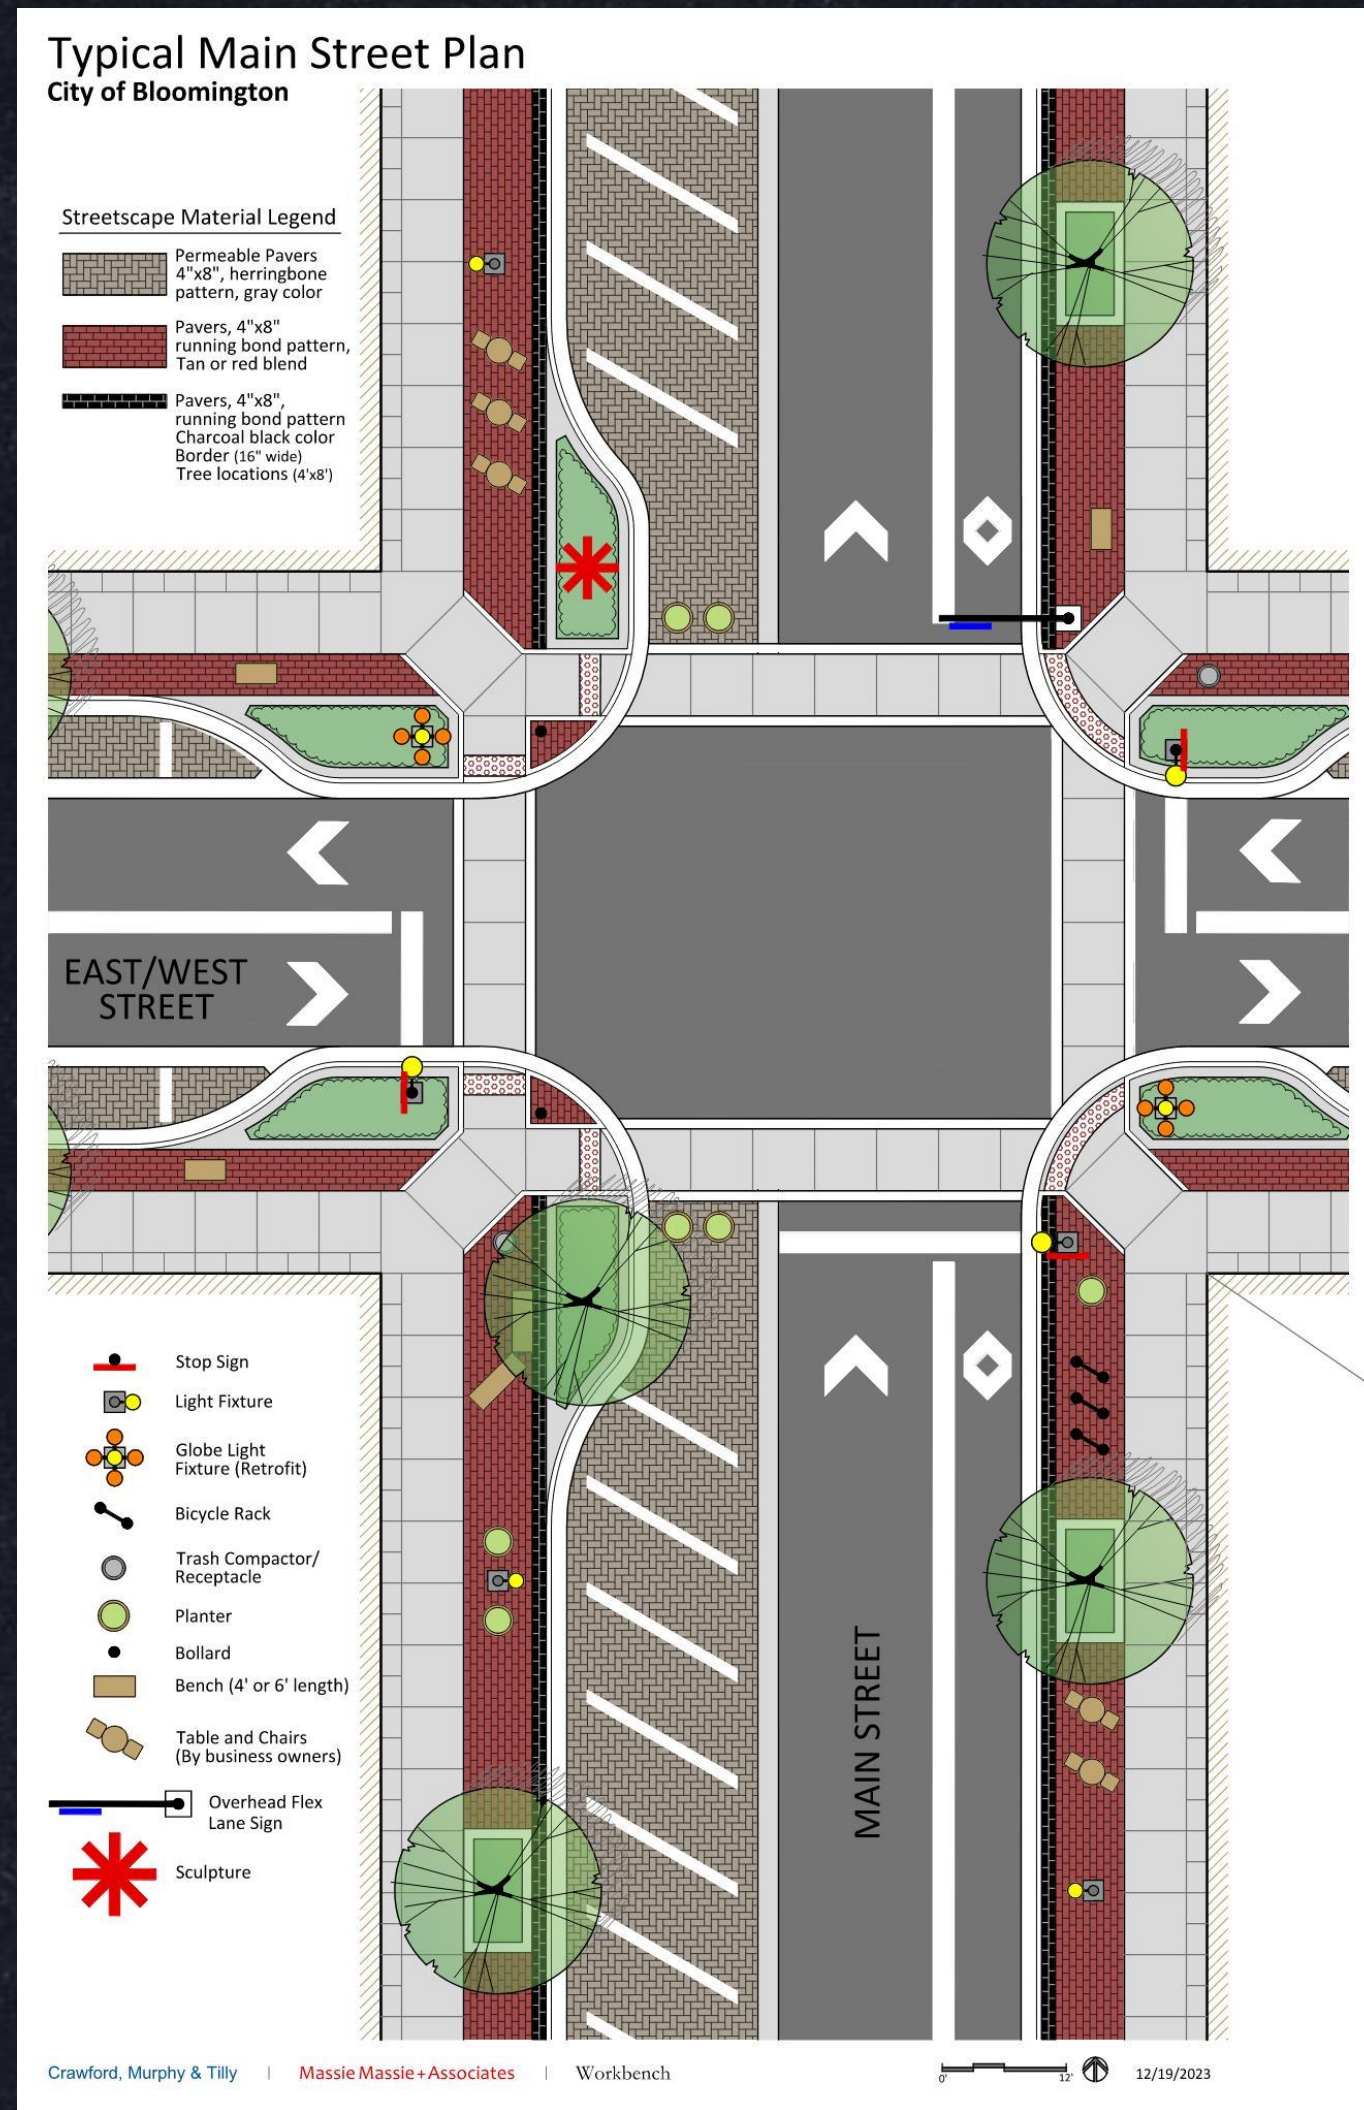 Typical Main Street Plan
City of Bloomington
Streetscape Material Legend
Permeable Pavers
4"x8", herringbone
pattern, gray color
Pavers, 4"x8"
running bond pattern,
Tan or red blend
Pavers, 4"x8",
running bond pattern
Charcoal black color
Border (16" wide)
Tree locations (4'x8')
EAST/WEST
STREET
Stop Sign
Light Fixture
Globe Light
Fixture (Retrofit)
Bicycle Rack
Trash Compactor/
Receptacle
Planter
Bollard
Bench (4' or 6' length)
Table and Chairs
(By business owners)
Overhead Flex
Lane Sign
Sculpture
MAIN STREET
Crawford, Murphy & Tilly | Massie Massie+Associates | Workbench
0' 12' 12/19/2023